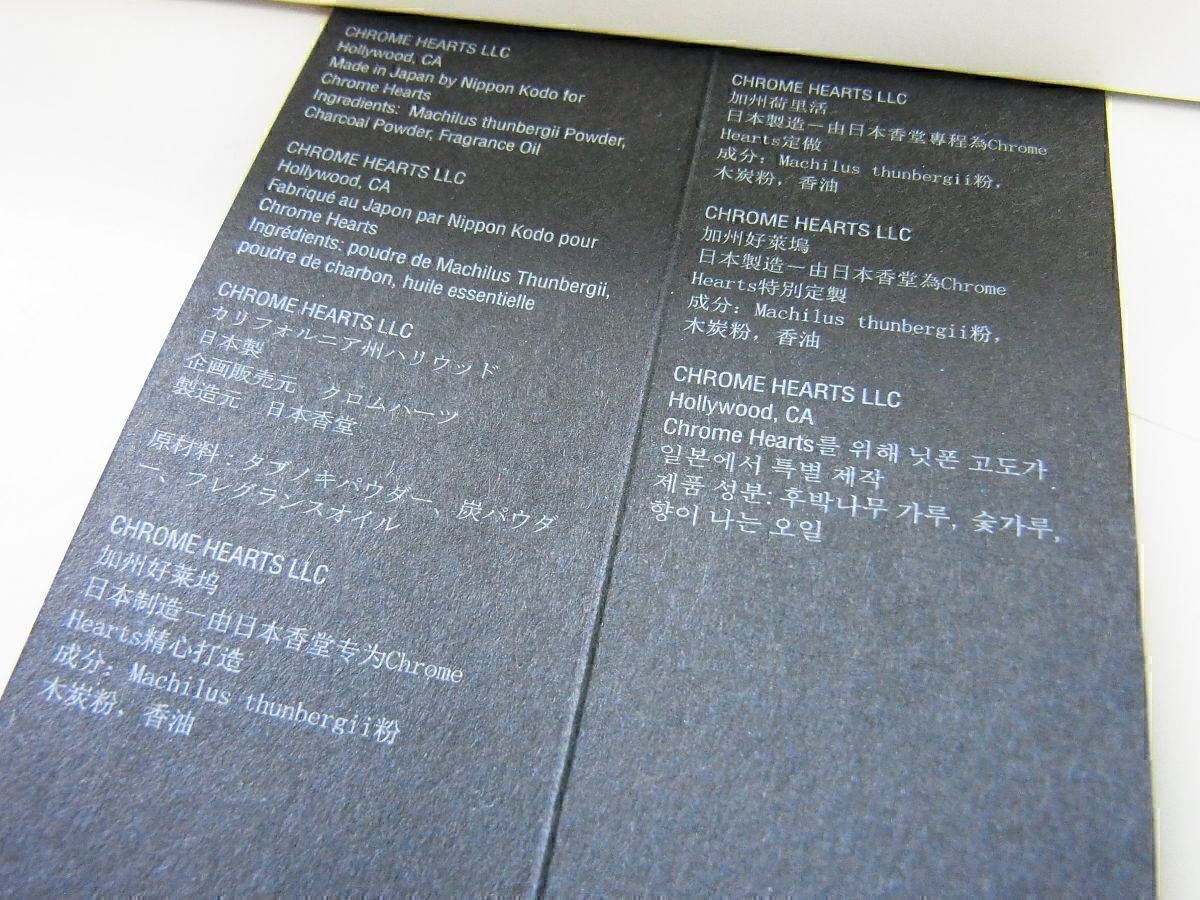 CHROME HEARTS LLC
Hollywood, CA
Made in Japan by Nippon Kodo for
Chrome Hearts
Ingredients: Machilus thunbergii Powder,
Charcoal Powder, Fragrance Oil
CHROME HEARTS LLC
Hollywood, CA
Fabriqué au Japon par Nippon Kodo pour
Chrome Hearts
Ingrédients: poudre de Machilus Thunbergii,
poudre de charbon, huile essentielle
CHROME HEARTS LLC
カリフォルニア州ハリウッド
日本製
企画販売元 クロムハーツ
製造元 日本香堂
原材料：タブノキパウダー、炭パウダ
ー、フレグランスオイル
CHROME HEARTS LLC
加州好莱坞
日本制造－由日本香堂专为Chrome
Hearts精心打造
成分：Machilus thunbergii粉
木炭粉，香油
CHROME HEARTS LLC
加州荷里活
日本製造－由日本香堂專程為Chrome
Hearts定做
成分：Machilus thunbergii粉，
木炭粉，香油
CHROME HEARTS LLC
加州好萊塢
日本製造－由日本香堂為Chrome
Hearts特別定製
成分：Machilus thunbergii粉，
木炭粉，香油
CHROME HEARTS LLC
Hollywood, CA
Chrome Hearts를 위해 닛폰 고도가
일본에서 특별 제작
제품 성분: 후박나무 가루, 숯가루,
향이 나는 오일